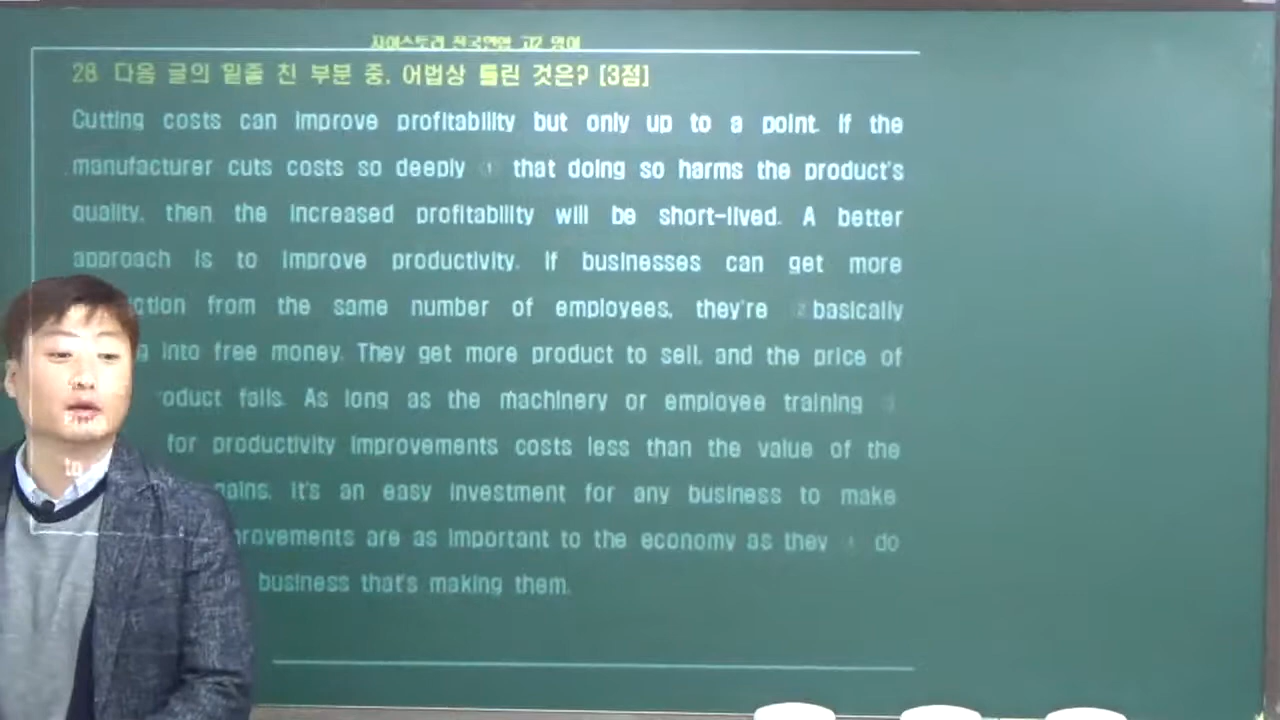 자이스토리 전국연합 고2 영어
28 다음 글의 밑줄 친 부분 중, 어법상 틀린 것은? [3점]
Cutting costs can improve profitability but only up to a point. If the
manufacturer cuts costs so deeply ① that doing so harms the product's
quality, then the increased profitability will be short-lived. A better
approach is to improve productivity. If businesses can get more
ction from the same number of employees, they're ② basically
g into free money. They get more product to sell, and the price of
oduct falls. As long as the machinery or employee training
for productivity improvements costs less than the value of the
gains, it's an easy investment for any business to make
provements are as important to the economy as they do
business that's making them.